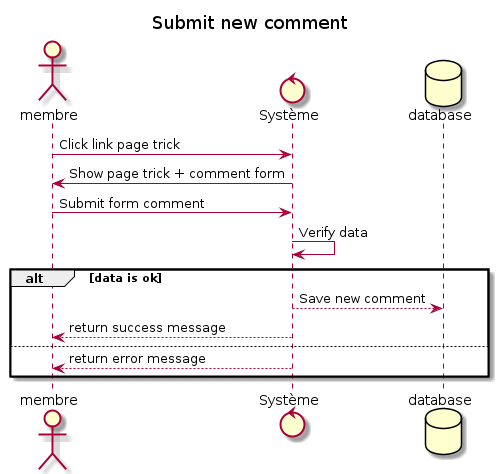 Submit new comment
membre
Système
database
Click link page trick
Show page trick + comment form
Submit form comment
Verify data
alt [data is ok]
Save new comment
return success message
return error message
membre
Système
database